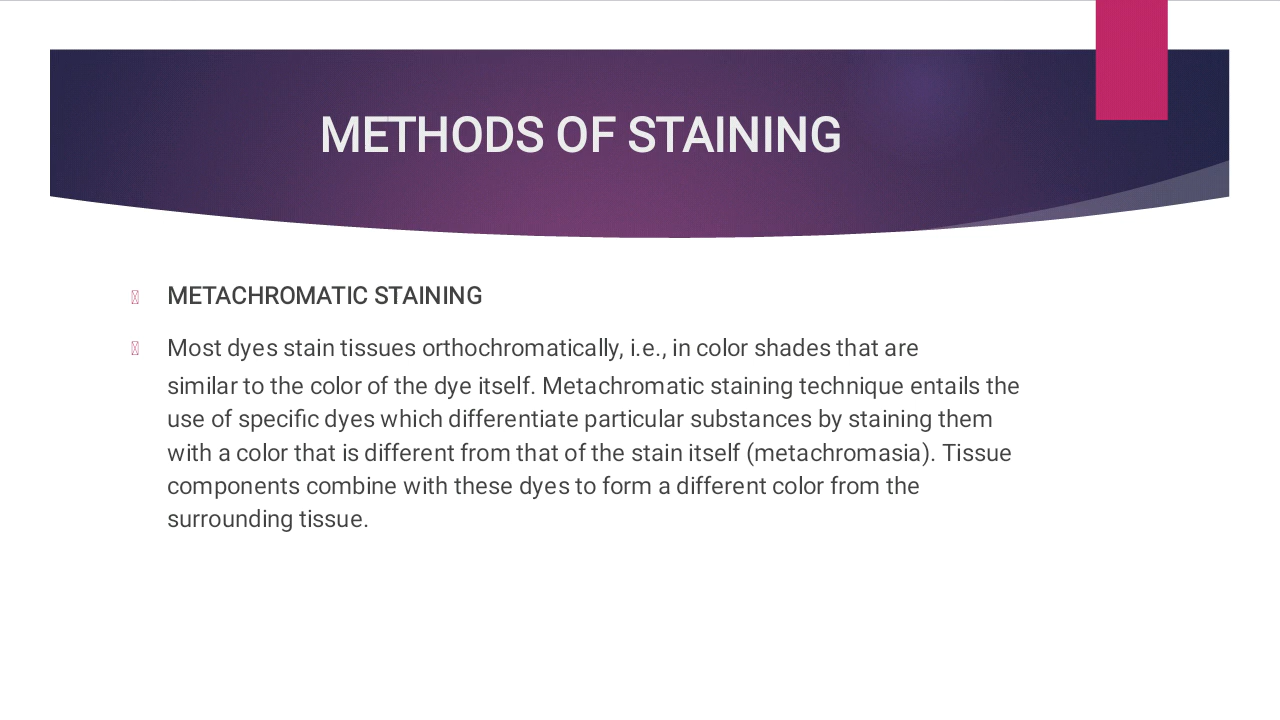 METHODS OF STAINING
METACHROMATIC STAINING
Most dyes stain tissues orthochromatically, i.e., in color shades that are
similar to the color of the dye itself. Metachromatic staining technique entails the
use of specific dyes which differentiate particular substances by staining them
with a color that is different from that of the stain itself (metachromasia). Tissue
components combine with these dyes to form a different color from the
surrounding tissue.